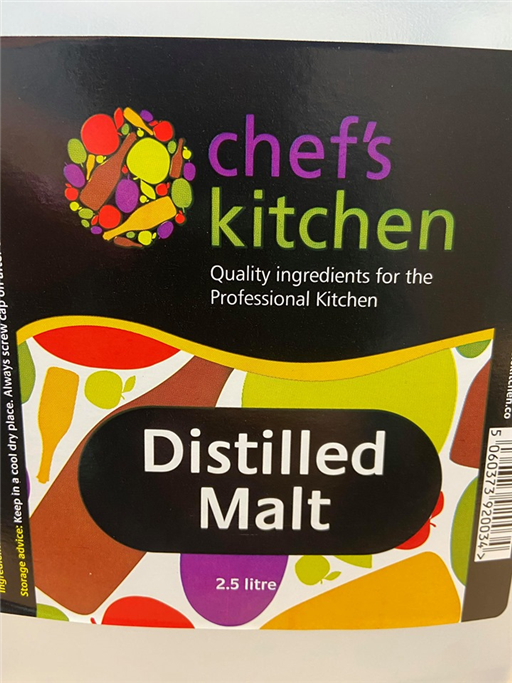 chef's
kitchen
Quality ingredients for the
Professional Kitchen
Distilled
Malt
2.5 litre
Storage advice: Keep in a cool dry place. Always screw cap on
5 060373 920034 >